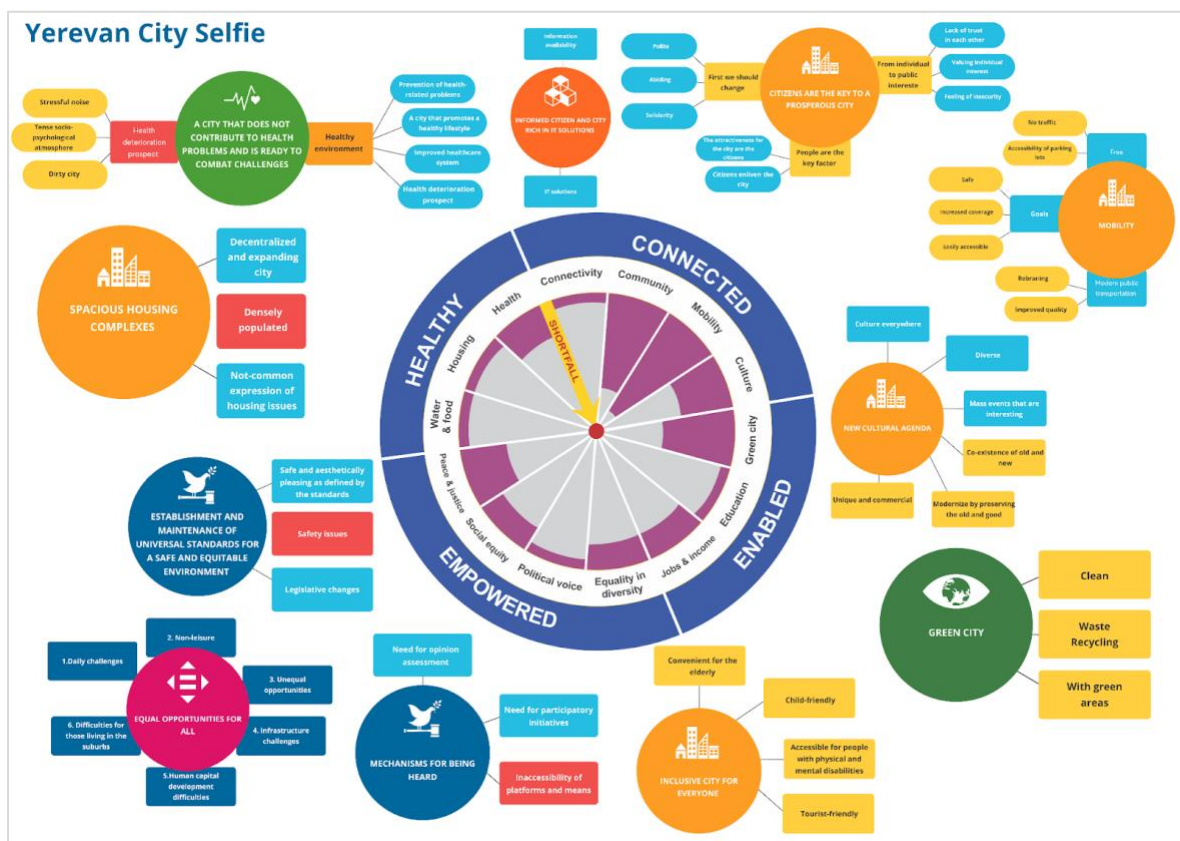 Yerevan City Selfie
Stressful noise
Tense socio-
psychological
atmosphere
Dirty city
Health
deterioration
prospect
A CITY THAT DOES NOT
CONTRIBUTE TO HEALTH
PROBLEMS AND IS READY TO
COMBAT CHALLENGES
Healthy
environment
Prevention of health-
related problems
A city that promotes a
healthy lifestyle
Improved healthcare
system
Health deterioration
prospect
Information
availability
INFORMED CITIZEN AND CITY
RICH IN IT SOLUTIONS
IT solutions
Polite
Abiding
Solidarity
First we should
change
CITIZENS ARE THE KEY TO A
PROSPEROUS CITY
From individual
to public
intereste
Lack of trust
in each other
Valuing individual
interest
Feeling of insecurity
The attractiveness for
the city are the
citizens
Citizens enliven the
city
People are the
key factor
No traffic
Accessibility of parking
lots
Free
Safe
Increased coverage
Easily accessible
Goals
MOBILITY
Rebraning
Improved quality
Modern public
transportation
SPACIOUS HOUSING
COMPLEXES
Decentralized
and expanding
city
Densely
populated
Not-common
expression of
housing issues
HEALTHY
CONNECTED
ENABLED
EMPOWERED
Housing
Health
Connectivity
Community
Mobility
Culture
Green city
Education
Jobs & income
Equality in
diversity
Political voice
Social equity
Peace & justice
Water
& food
SHORTFALL
Culture everywhere
Diverse
Mass events that are
interesting
NEW CULTURAL AGENDA
Co-existence of old and
new
Unique and commercial
Modernize by preserving
the old and good
ESTABLISHMENT AND
MAINTENANCE OF
UNIVERSAL STANDARDS FOR
A SAFE AND EQUITABLE
ENVIRONMENT
Safe and aesthetically
pleasing as defined by
the standards
Safety issues
Legislative changes
GREEN CITY
Clean
Waste
Recycling
With green
areas
1.Daily challenges
2. Non-leisure
3. Unequal
opportunities
EQUAL OPPORTUNITIES FOR
ALL
4. Infrastructure
challenges
6. Difficulties for
those living in the
suburbs
5.Human capital
development
difficulties
Need for opinion
assessment
Need for participatory
initiatives
MECHANISMS FOR BEING
HEARD
Inaccessibility of
platforms and means
Convenient for the
elderly
Child-friendly
INCLUSIVE CITY FOR
EVERYONE
Accessible for people
with physical and
mental disabilities
Tourist-friendly